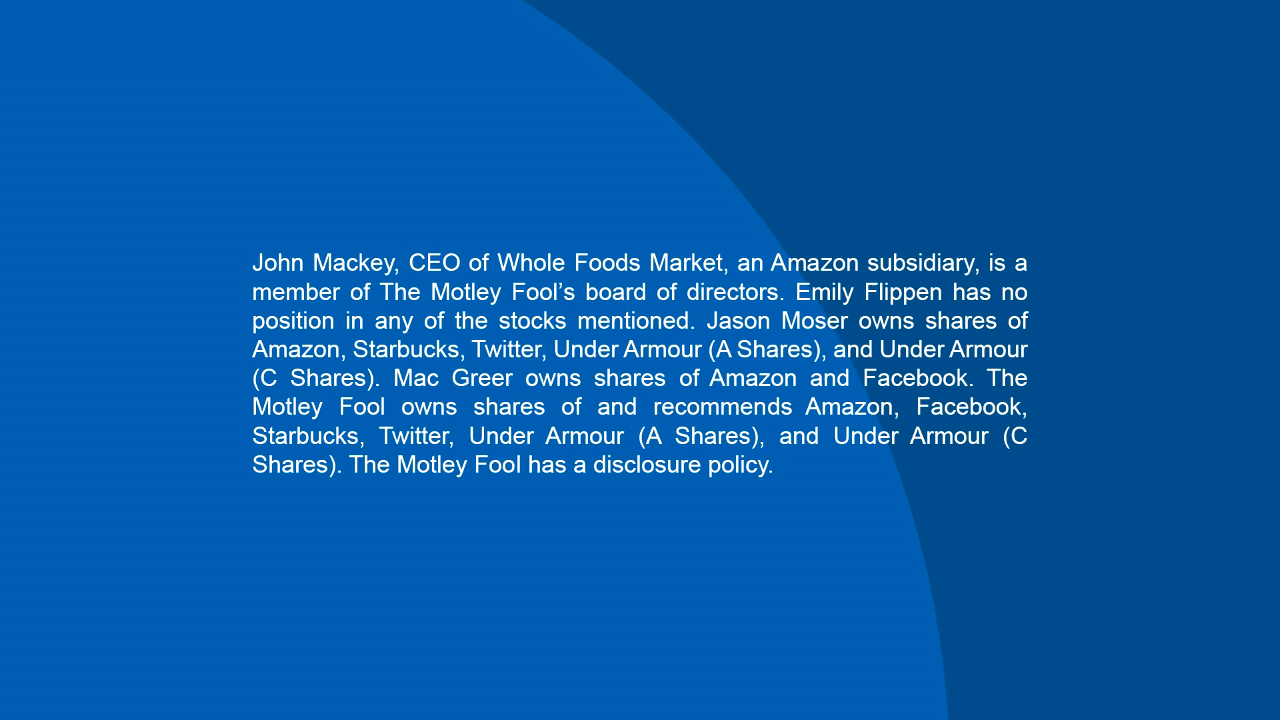 John Mackey, CEO of Whole Foods Market, an Amazon subsidiary, is a
member of The Motley Fool’s board of directors. Emily Flippen has no
position in any of the stocks mentioned. Jason Moser owns shares of
Amazon, Starbucks, Twitter, Under Armour (A Shares), and Under Armour
(C Shares). Mac Greer owns shares of Amazon and Facebook. The
Motley Fool owns shares of and recommends Amazon, Facebook,
Starbucks, Twitter, Under Armour (A Shares), and Under Armour (C
Shares). The Motley Fool has a disclosure policy.